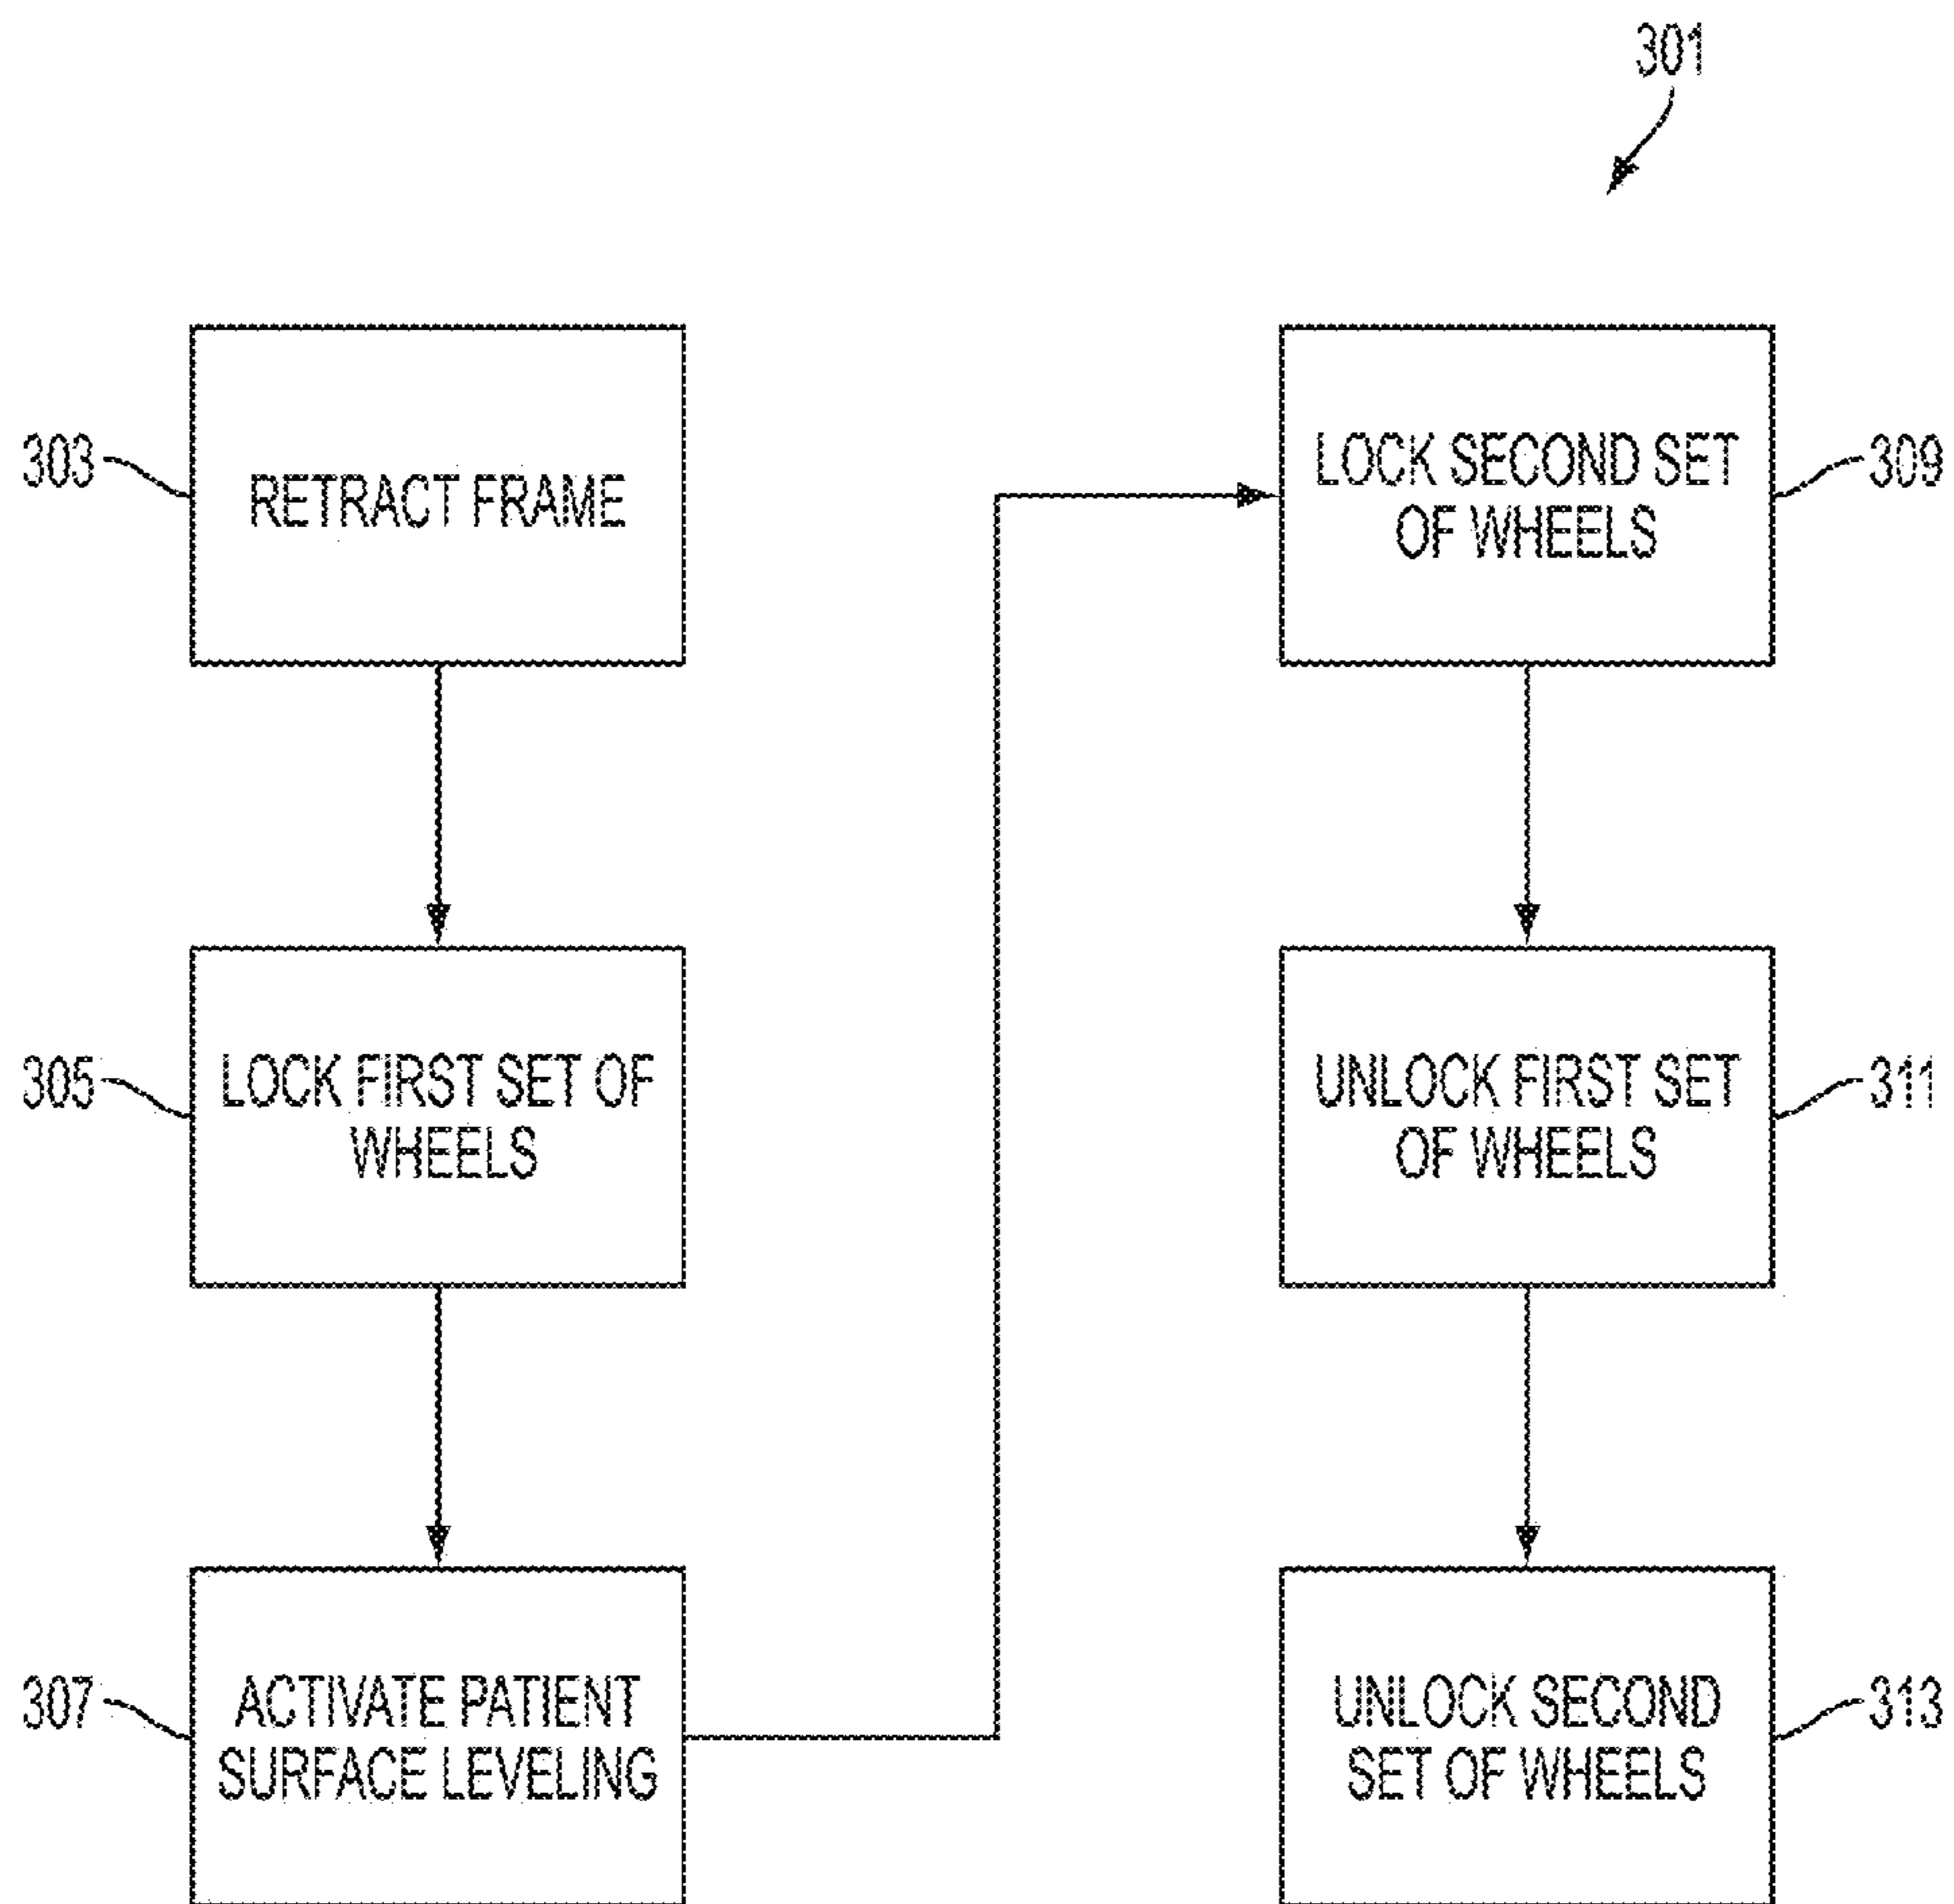 301
303
RETRACT FRAME
305
LOCK FIRST SET OF
WHEELS
307
ACTIVATE PATIENT
SURFACE LEVELING
LOCK SECOND SET
OF WHEELS
309
UNLOCK FIRST SET
OF WHEELS
311
UNLOCK SECOND
SET OF WHEELS
313